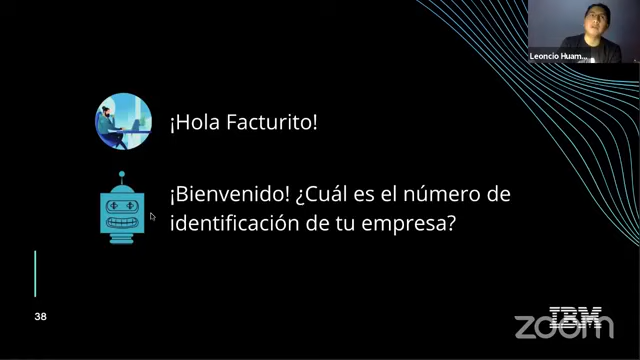 Leoncio Huam...
¡Hola Facturito!
¡Bienvenido! ¿Cuál es el número de
identificación de tu empresa?
38
IBM
zoom